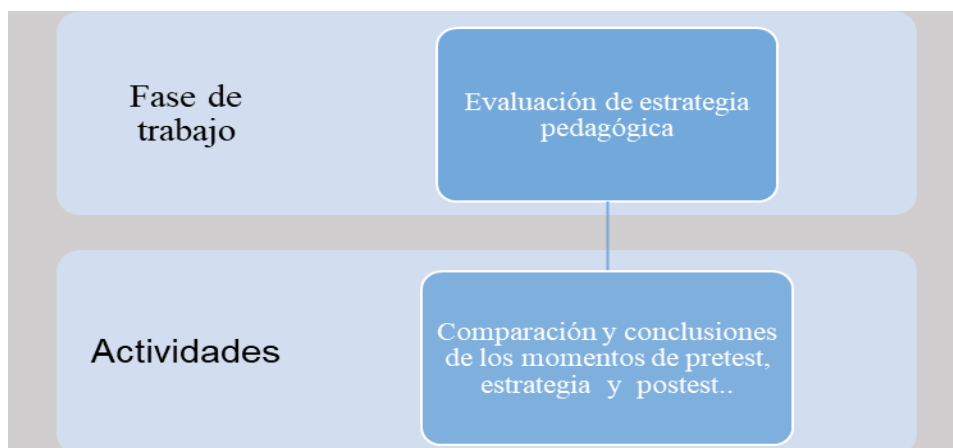 Fase de
trabajo
Evaluación de estrategia
pedagógica
Actividades
Comparación y conclusiones
de los momentos de pretest,
estrategia y postest..